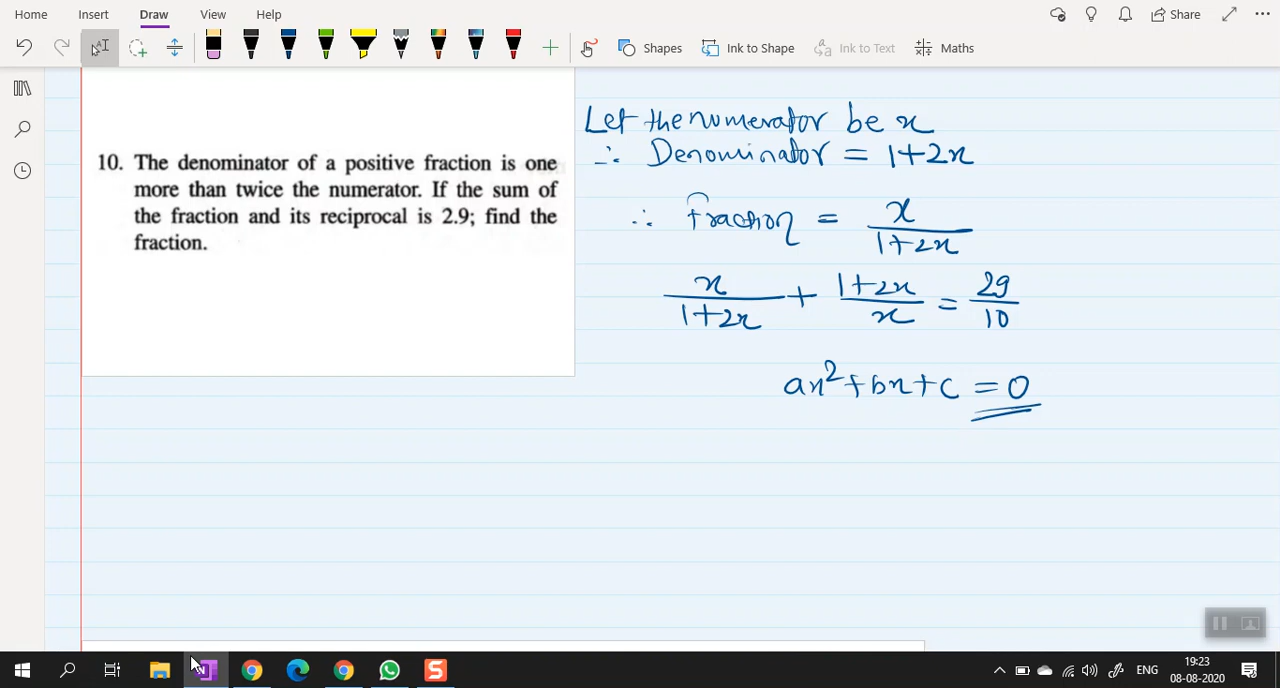 Home Insert Draw View Help
Share
Shapes Ink to Shape Ink to Text Maths
10. The denominator of a positive fraction is one
more than twice the numerator. If the sum of
the fraction and its reciprocal is 2.9; find the
fraction.
Let the numerator be x
∴ Denominator = 1+2x
∴ Fraction = x/(1+2x)
x/(1+2x) + (1+2x)/x = 29/10
ax²+bx+c = 0
ENG
19:23
08-08-2020